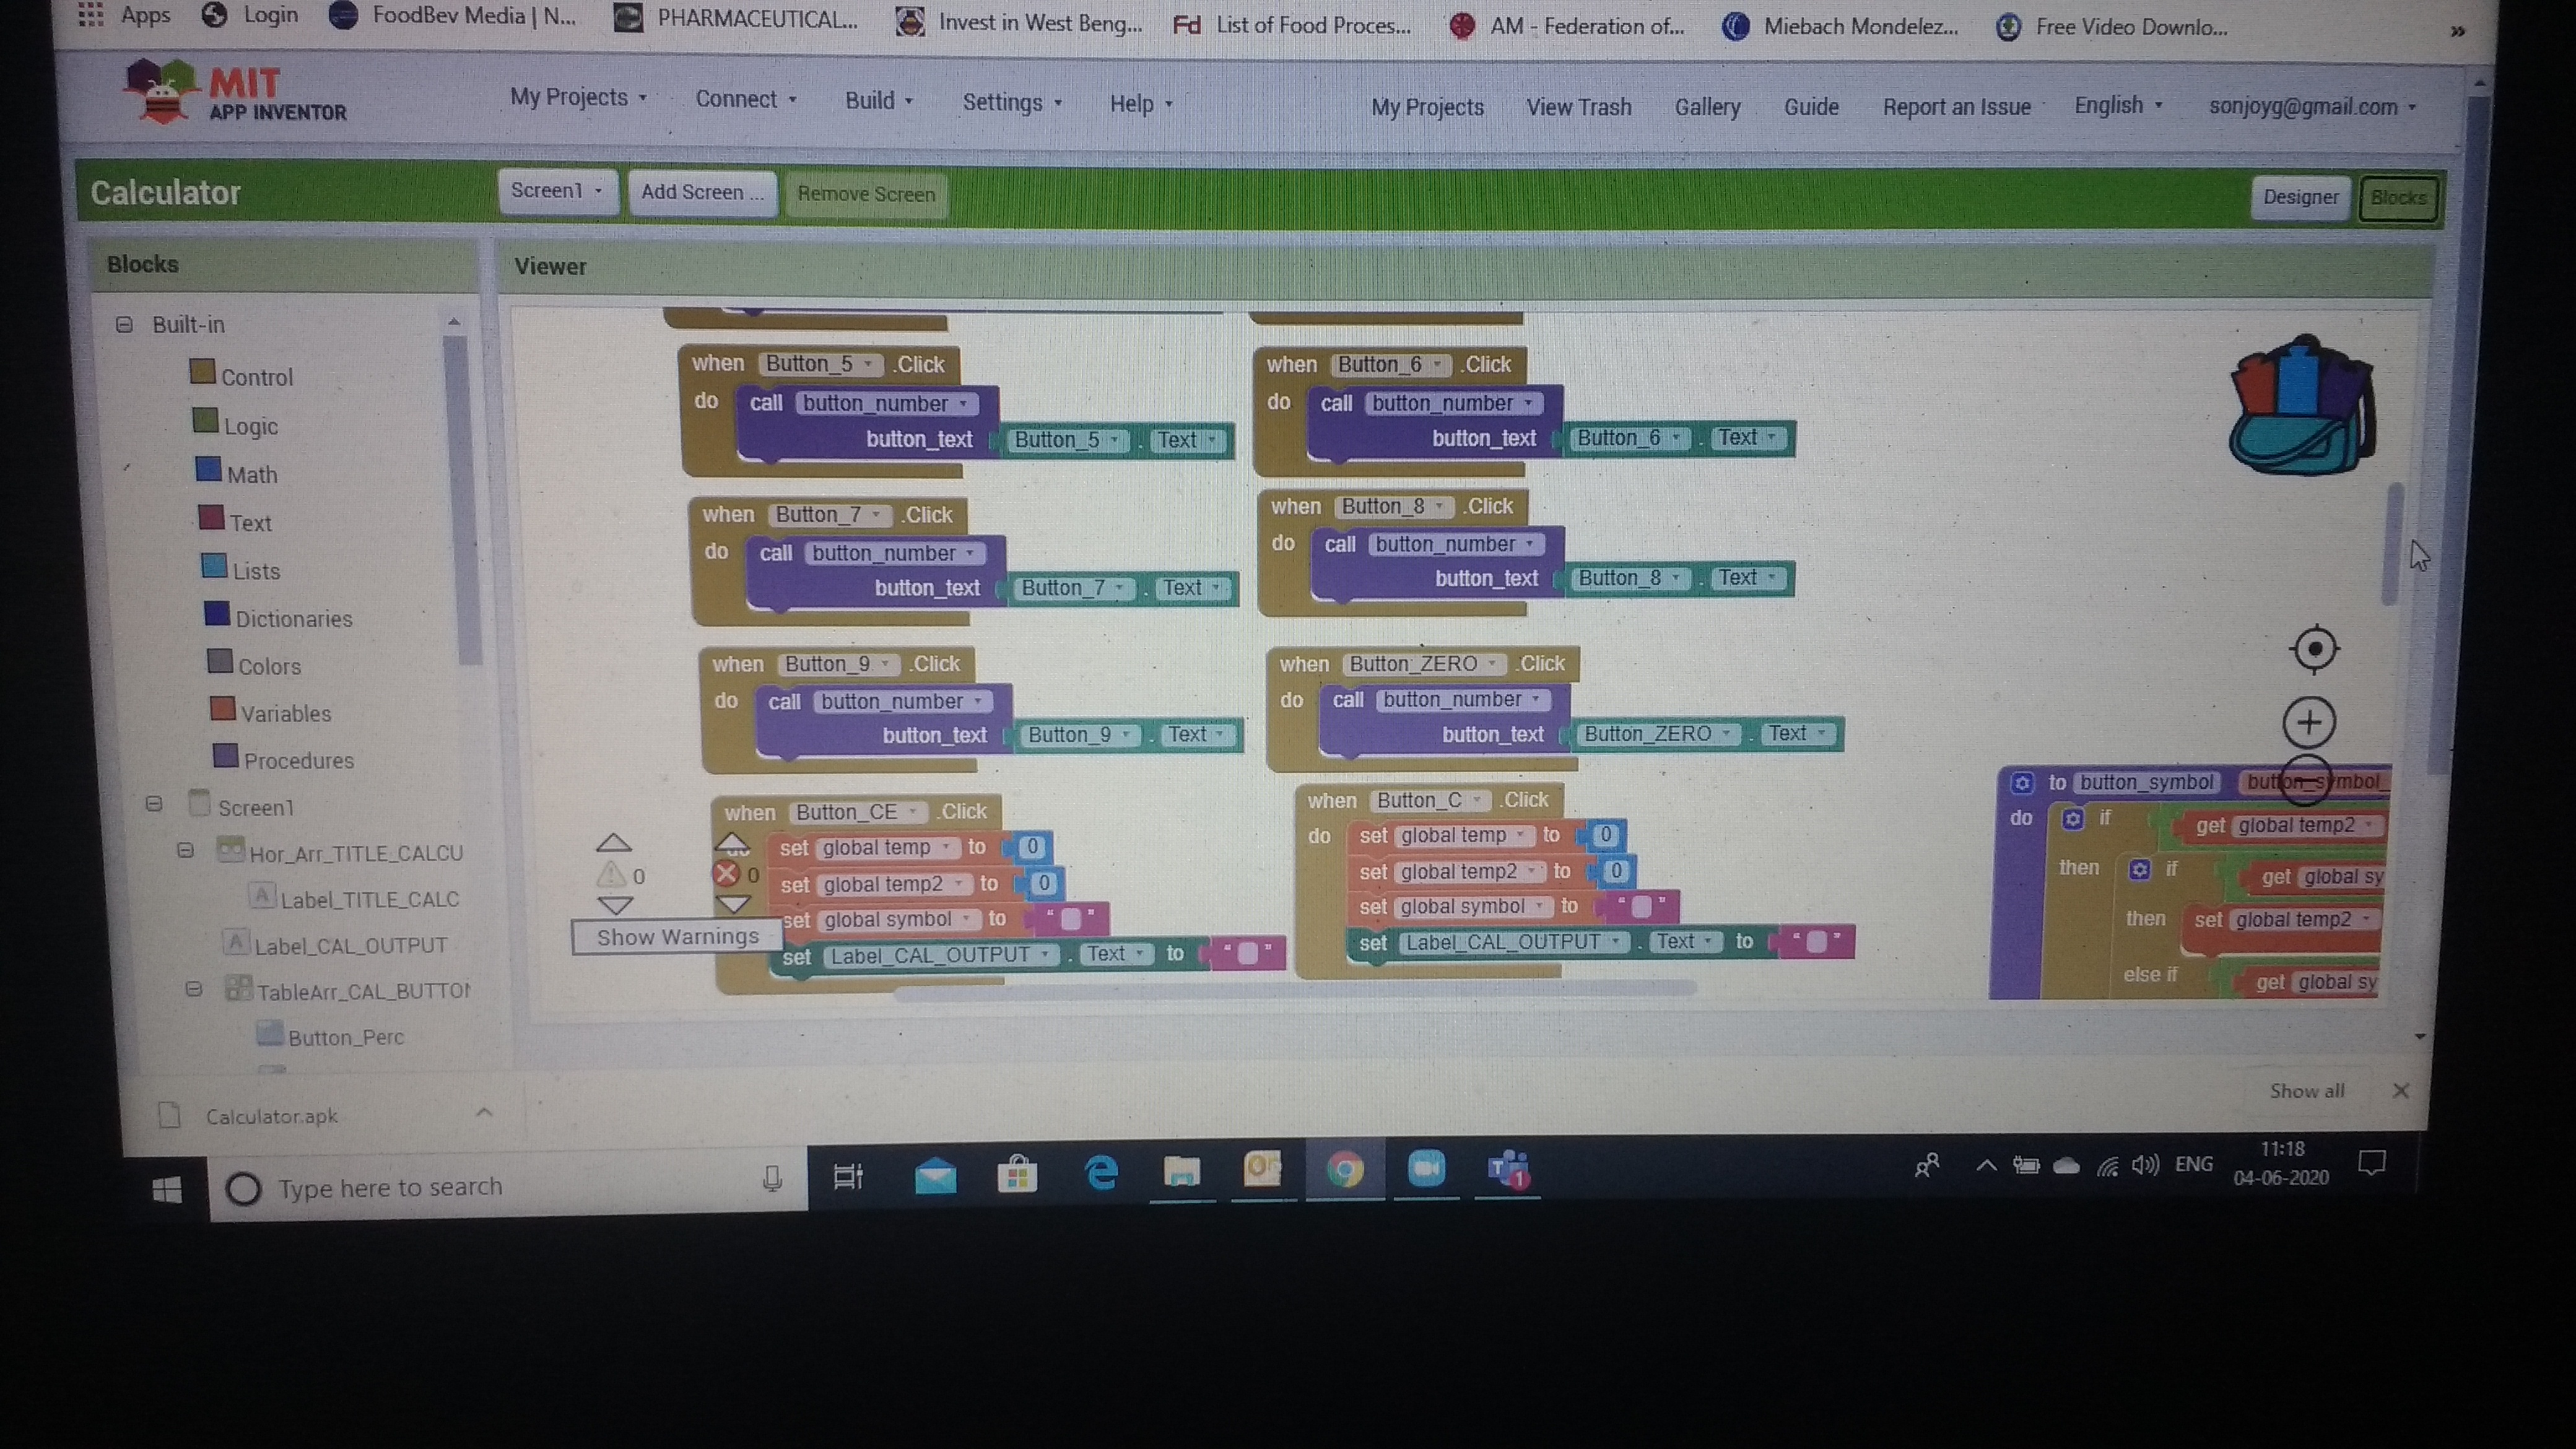 Apps Login FoodBev Media | N... PHARMACEUTICAL... Invest in West Beng... Fd List of Food Proces... AM - Federation of... Miebach Mondelez... Free Video Downlo... »
MIT
APP INVENTOR
My Projects Connect Build Settings Help My Projects View Trash Gallery Guide Report an Issue English sonjoyg@gmail.com
Calculator Screen1 Add Screen ... Remove Screen Designer Blocks
Blocks Viewer
Built-in
Control
Logic
Math
Text
Lists
Dictionaries
Colors
Variables
Procedures
Screen1
Hor_Arr_TITLE_CALCU
Label_TITLE_CALC
Label_CAL_OUTPUT
TableArr_CAL_BUTTON
Button_Perc
when Button_5 .Click
do call button_number
button_text Button_5 . Text
when Button_6 .Click
do call button_number
button_text Button_6 . Text
when Button_7 .Click
do call button_number
button_text Button_7 . Text
when Button_8 .Click
do call button_number
button_text Button_8 . Text
when Button_9 .Click
do call button_number
button_text Button_9 . Text
when Button_ZERO .Click
do call button_number
button_text Button_ZERO . Text
when Button_CE .Click
do set global temp to 0
set global temp2 to 0
set global symbol to " "
set Label_CAL_OUTPUT . Text to " "
0 0
Show Warnings
when Button_C .Click
do set global temp to 0
set global temp2 to 0
set global symbol to " "
set Label_CAL_OUTPUT . Text to " "
to button_symbol button_symbol_
do if get global temp2
then if get global sy
then set global temp2
else if get global sy
Calculator.apk Show all
Type here to search
T 1
ENG
11:18
04-06-2020